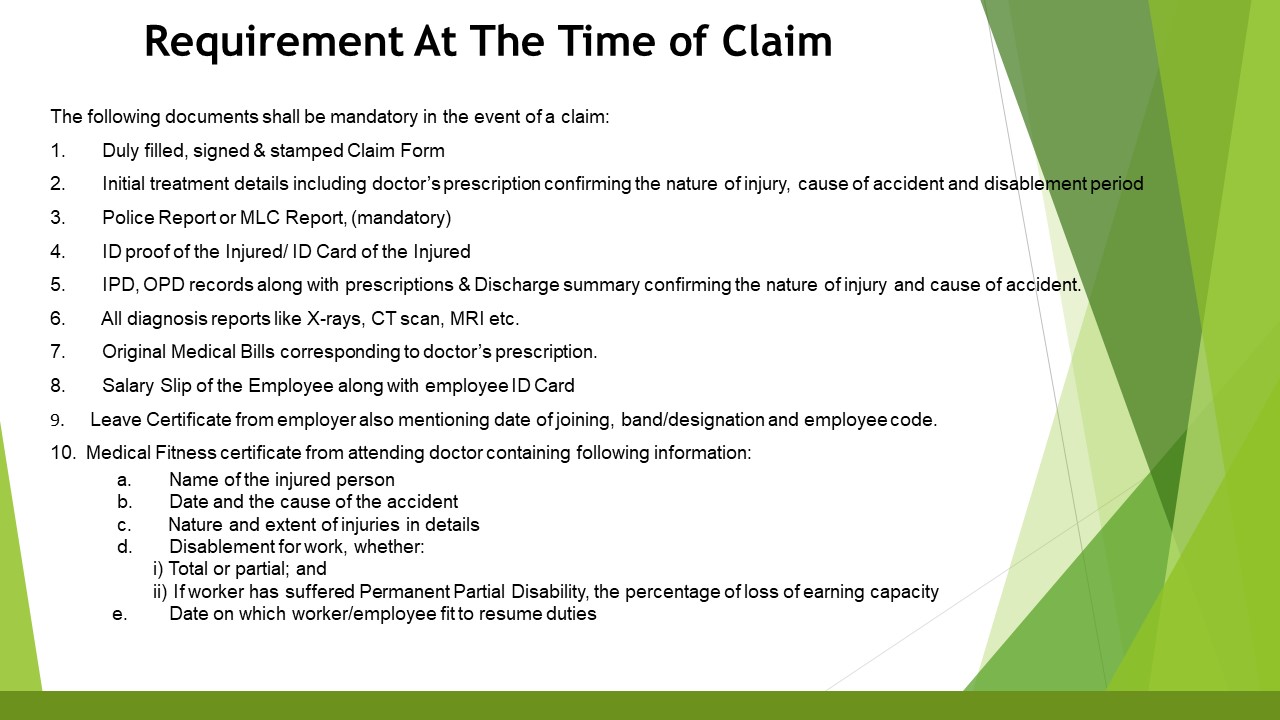 Requirement At The Time of Claim
The following documents shall be mandatory in the event of a claim:
1. Duly filled, signed & stamped Claim Form
2. Initial treatment details including doctor’s prescription confirming the nature of injury, cause of accident and disablement period
3. Police Report or MLC Report, (mandatory)
4. ID proof of the Injured/ ID Card of the Injured
5. IPD, OPD records along with prescriptions & Discharge summary confirming the nature of injury and cause of accident.
6. All diagnosis reports like X-rays, CT scan, MRI etc.
7. Original Medical Bills corresponding to doctor’s prescription.
8. Salary Slip of the Employee along with employee ID Card
9. Leave Certificate from employer also mentioning date of joining, band/designation and employee code.
10. Medical Fitness certificate from attending doctor containing following information:
a. Name of the injured person
b. Date and the cause of the accident
c. Nature and extent of injuries in details
d. Disablement for work, whether:
i) Total or partial; and
ii) If worker has suffered Permanent Partial Disability, the percentage of loss of earning capacity
e. Date on which worker/employee fit to resume duties